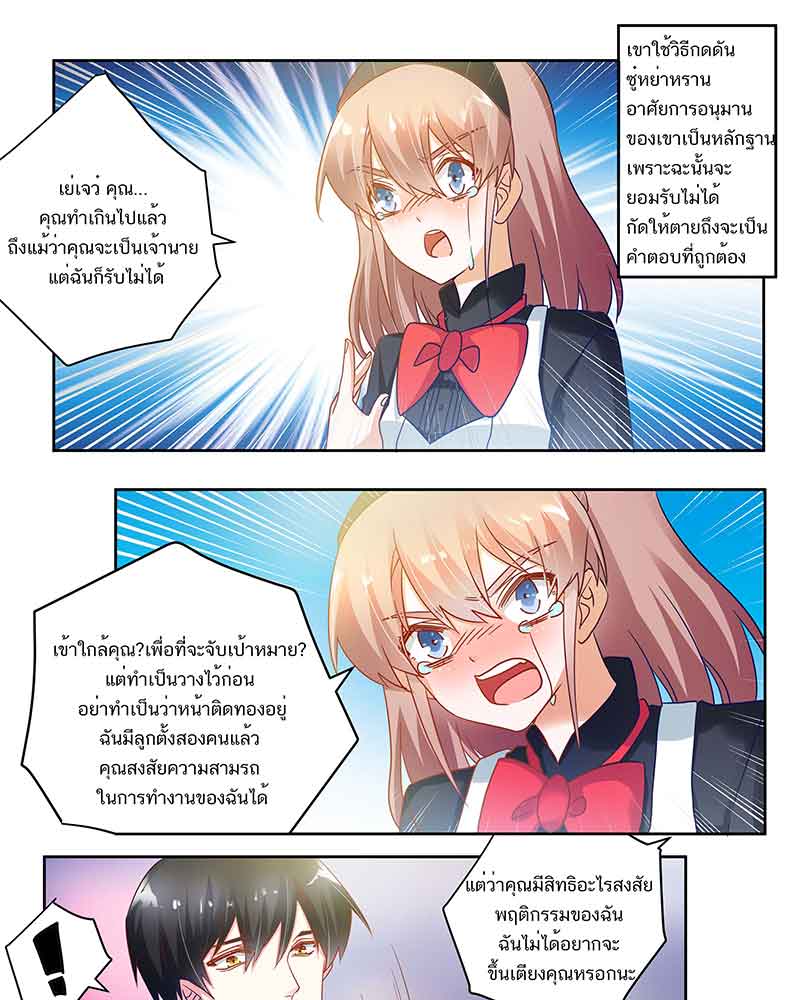 เขาใช้วิธีกดดัน
ซู่หย่าหราน
อาศัยการอนุมาน
ของเขาเป็นหลักฐาน
เพราะฉะนั้นจะ
ยอมรับไม่ได้
กัดให้ตายถึงจะเป็น
คำตอบที่ถูกต้อง
เย่เจว๋ คุณ...
คุณทำเกินไปแล้ว
ถึงแม้ว่าคุณจะเป็นเจ้านาย
แต่ฉันก็รับไม่ได้
เข้าใกล้คุณ?เพื่อที่จะจับเป้าหมาย?
แต่ทำเป็นวางไว้ก่อน
อย่าทำเป็นว่าหน้าติดทองอยู่
ฉันมีลูกตั้งสองคนแล้ว
คุณสงสัยความสามรถ
ในการทำงานของฉันได้
แต่ว่าคุณมีสิทธิอะไรสงสัย
พฤติกรรมของฉัน
ฉันไม่ได้อยากจะ
ขึ้นเตียงคุณหรอกนะ
!